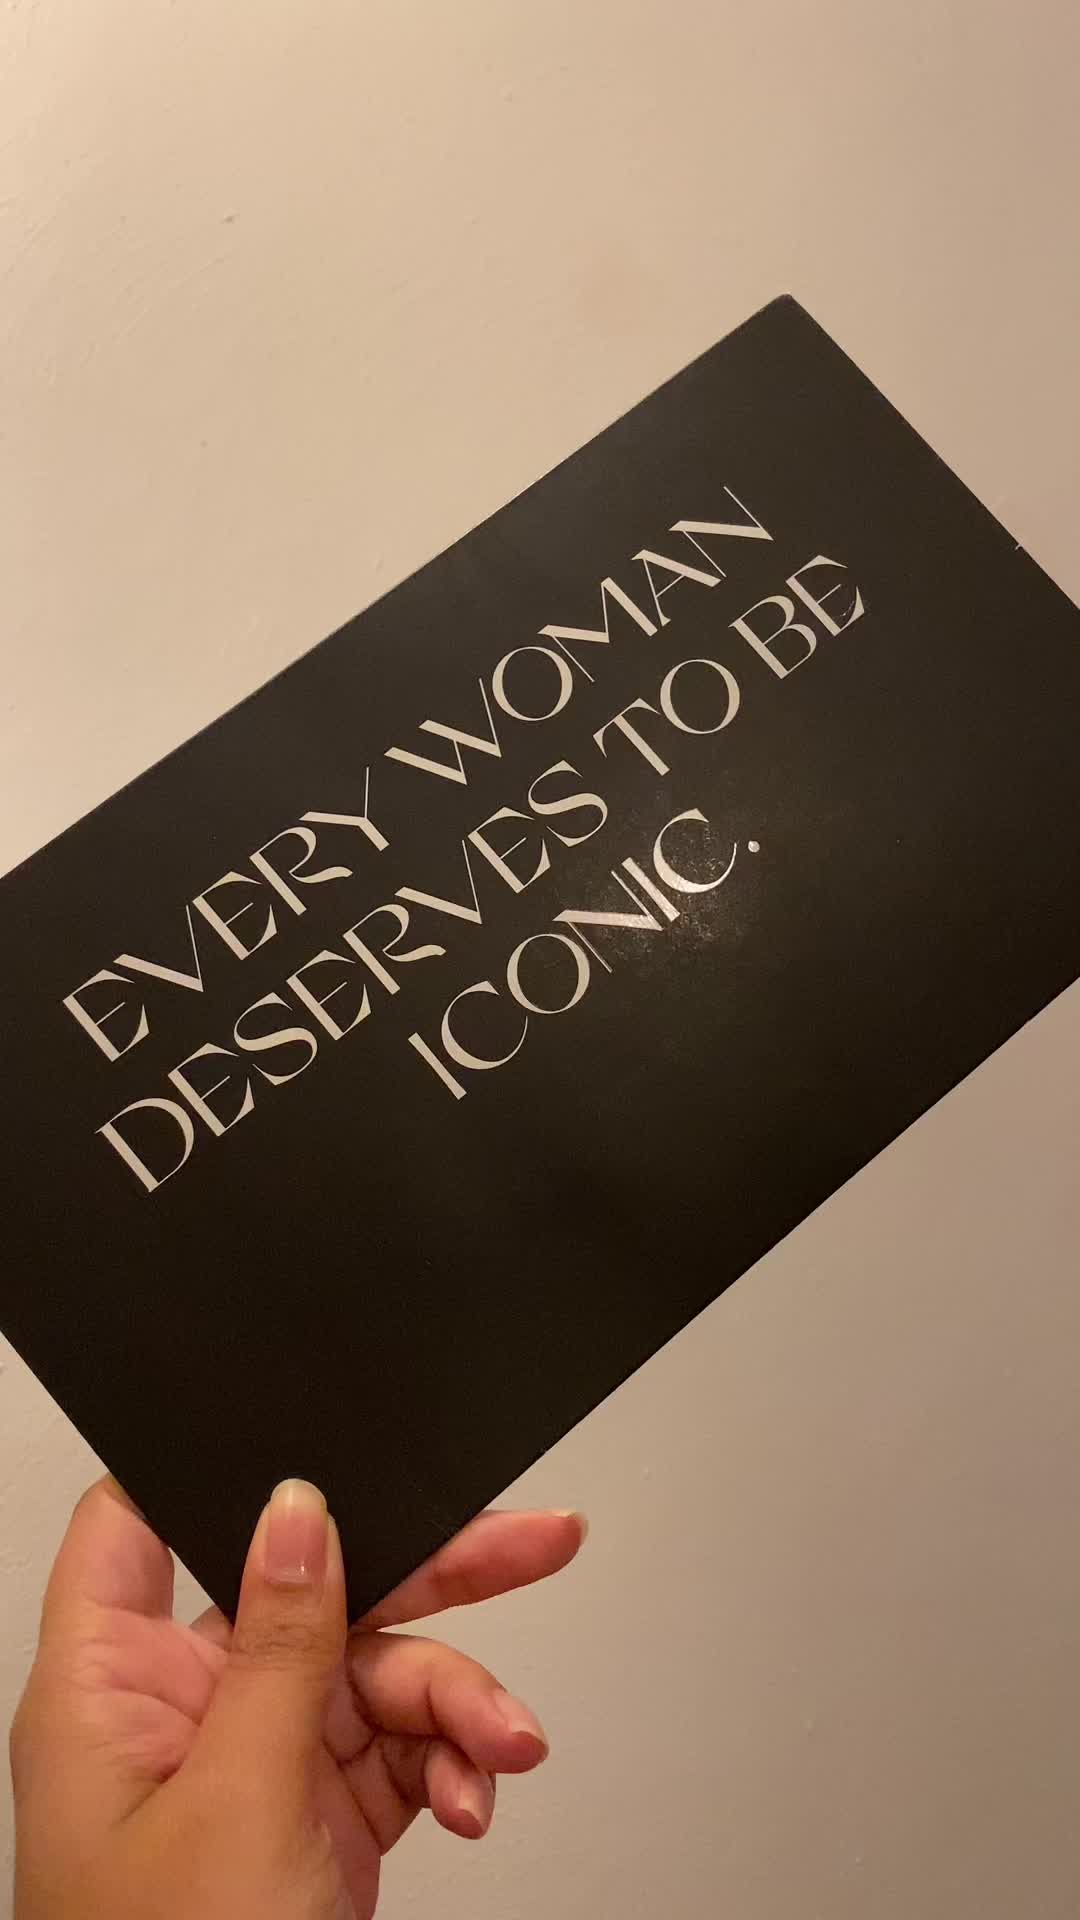 EVERY WOMAN
DESERVES TO BE
ICONIC.